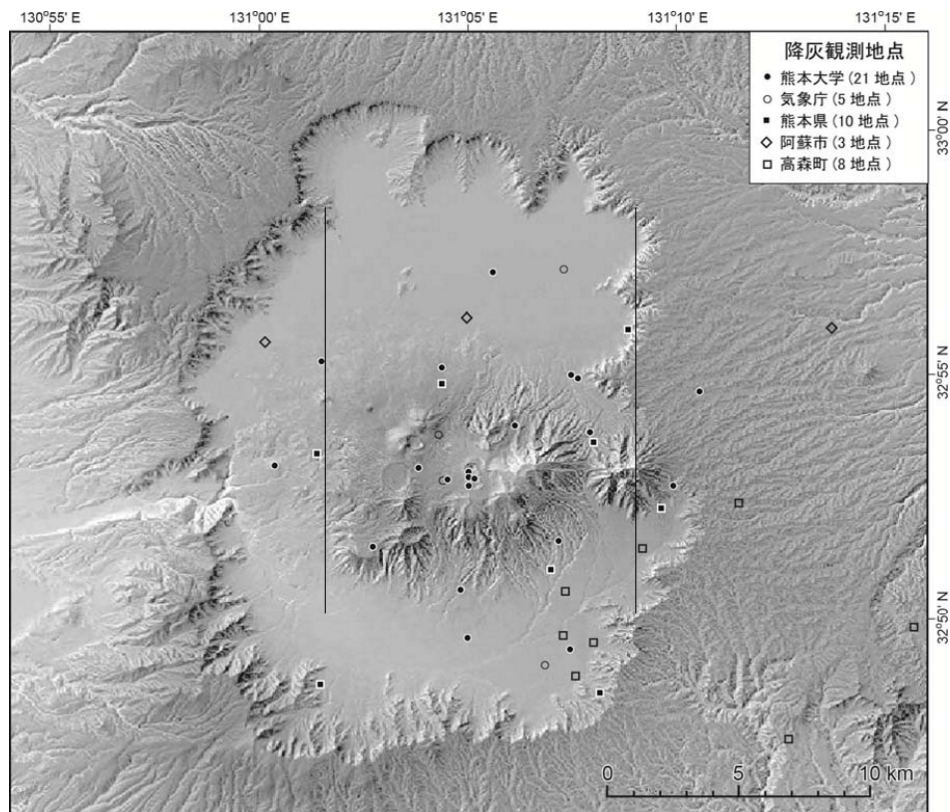 130°55' E 131°00' E 131°05' E 131°10' E 131°15' E
降灰観測地点
熊本大学(21 地点)
気象庁(5 地点)
熊本県(10 地点)
阿蘇市(3 地点)
高森町(8 地点)
33°00' N
32°55' N
32°50' N
0 5 10 km